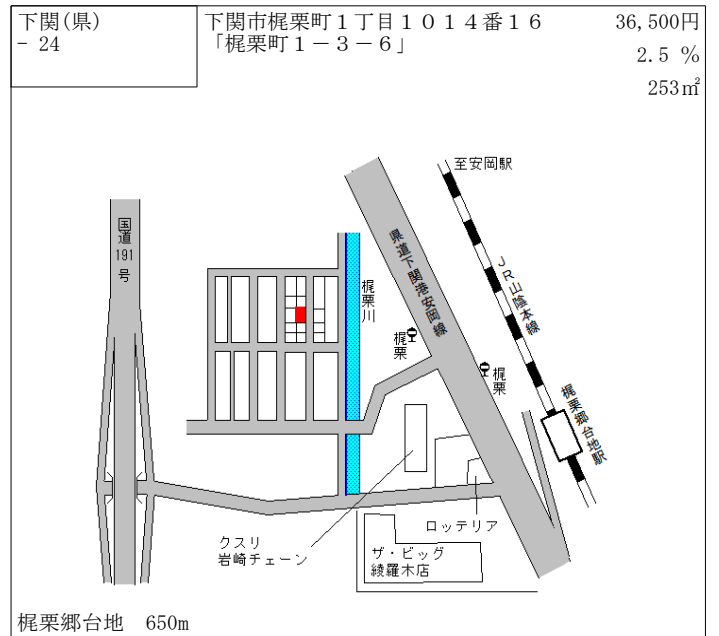 下関(県)
- 24
下関市梶栗町１丁目１０１４番１６
「梶栗町１－３－６」
36,500円
2.5 %
253㎡
至安岡駅
国道191号
県道下関港安岡線
ＪＲ山陰本線
梶栗川
梶栗
梶栗
梶栗郷台地駅
クスリ
岩崎チェーン
ロッテリア
ザ・ビッグ
綾羅木店
梶栗郷台地　650m